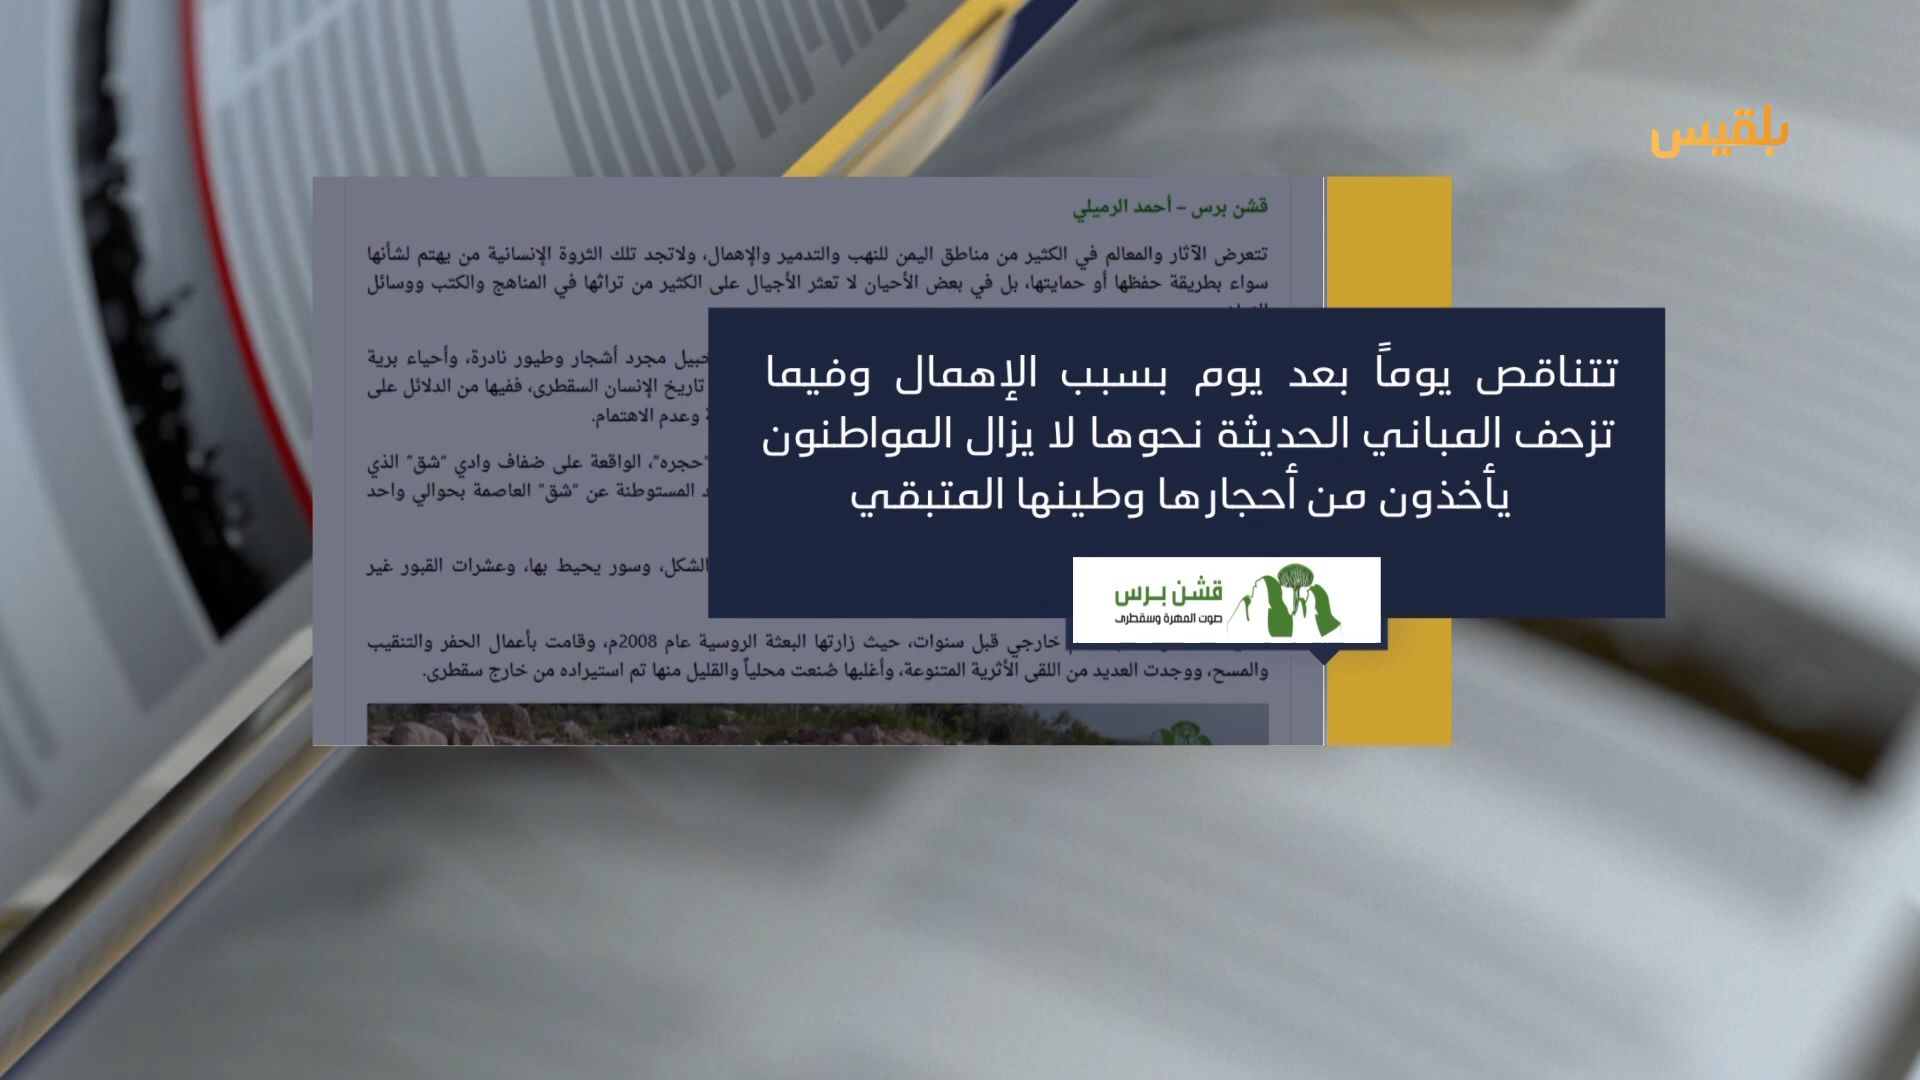 بلقيس
قشن برس – أحمد الرميلي
تتعرض الآثار والمعالم في الكثير من مناطق اليمن للنهب والتدمير والإهمال، ولاتجد تلك الثروة الإنسانية من يهتم لشأنها
سواء بطريقة حفظها أو حمايتها، بل في بعض الأحيان لا تعثر الأجيال على الكثير من تراثها في المناهج والكتب ووسائل
تتناقص يوماً بعد يوم بسبب الإهمال وفيما
تزحف المباني الحديثة نحوها لا يزال المواطنون
يأخذون من أحجارها وطينها المتبقي
قشن برس
صوت المهرة وسقطرى
مجرد أشجار وطيور نادرة، وأحياء برية
تاريخ الإنسان السقطرى، ففيها من الدلائل على
وعدم الاهتمام.
"حجره"، الواقعة على ضفاف وادي "شق" الذي
المستوطنة عن "شق" العاصمة بحوالي واحد
الشكل، وسور يحيط بها، وعشرات القبور غير
خارجي قبل سنوات، حيث زارتها البعثة الروسية عام 2008م، وقامت بأعمال الحفر والتنقيب
والمسح، ووجدت العديد من اللقى الأثرية المتنوعة، وأغلبها صُنعت محلياً والقليل منها تم استيراده من خارج سقطرى.